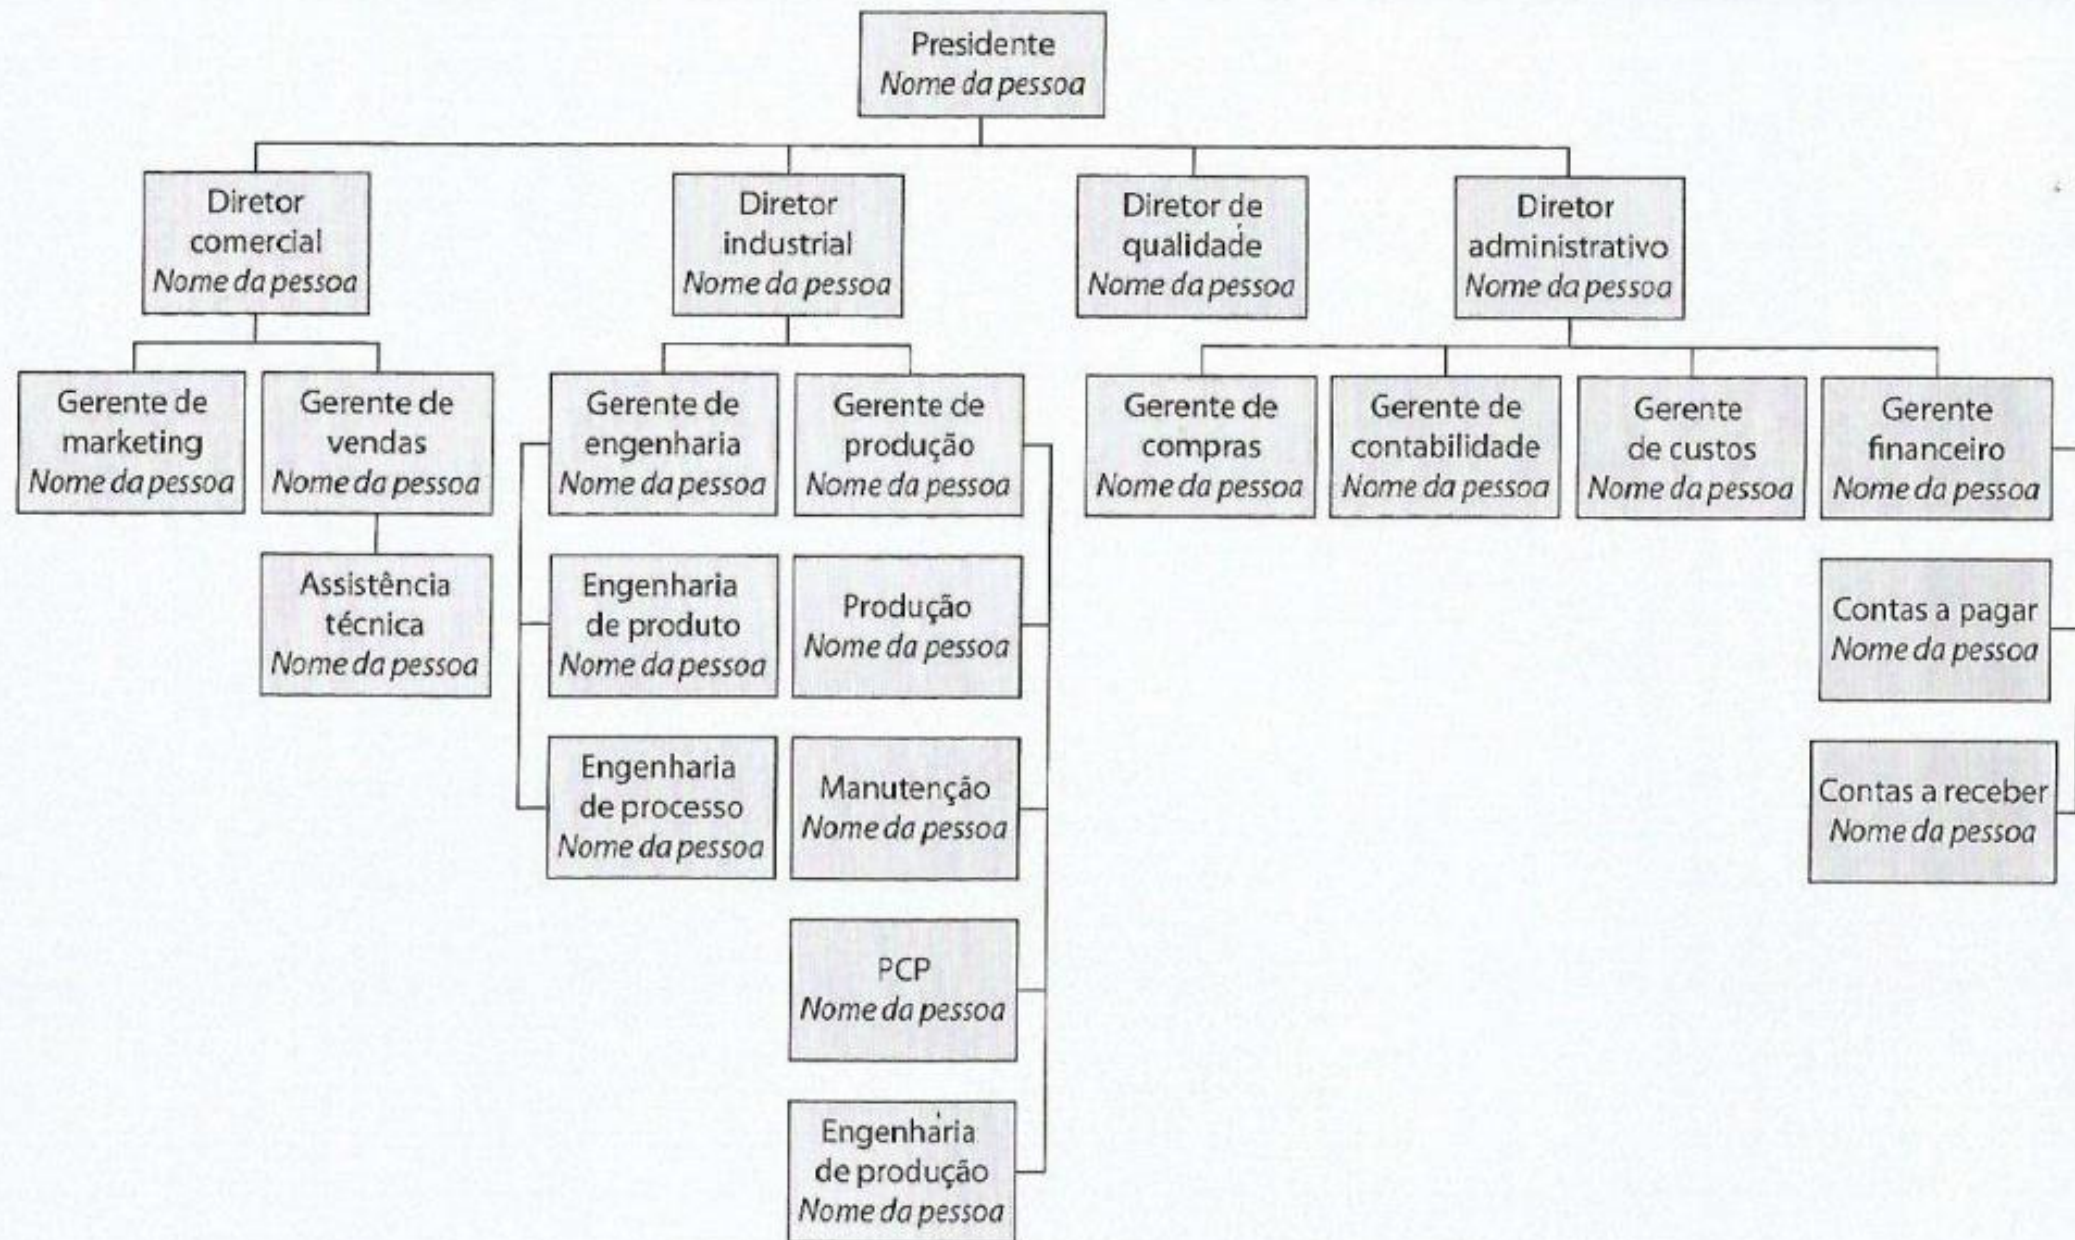 Presidente
Nome da pessoa
Diretor
comercial
Nome da pessoa
Diretor
industrial
Nome da pessoa
Diretor de
qualidade
Nome da pessoa
Diretor
administrativo
Nome da pessoa
Gerente de
marketing
Nome da pessoa
Gerente de
vendas
Nome da pessoa
Gerente de
engenharia
Nome da pessoa
Gerente de
produção
Nome da pessoa
Gerente de
compras
Nome da pessoa
Gerente de
contabilidade
Nome da pessoa
Gerente
de custos
Nome da pessoa
Gerente
financeiro
Nome da pessoa
Assistência
técnica
Nome da pessoa
Engenharia
de produto
Nome da pessoa
Produção
Nome da pessoa
Contas a pagar
Nome da pessoa
Engenharia
de processo
Nome da pessoa
Manutenção
Nome da pessoa
Contas a receber
Nome da pessoa
PCP
Nome da pessoa
Engenharia
de produção
Nome da pessoa